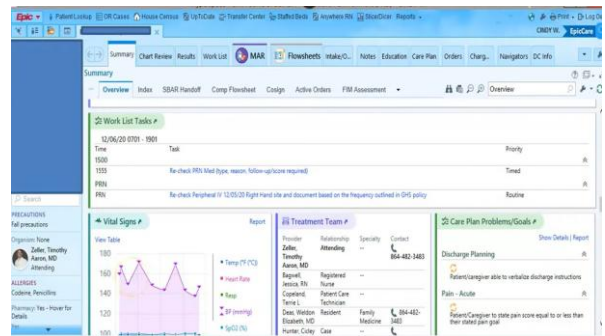 Epic Patient Lookup OR Cases House Census UpToDate Transfer Center Staffed Beds Anywhere RN SlicerDicer Reports Print Log
CINDY W. EpicCare
Summary Chart Review Results Work List MAR Flowsheets Intake/O... Notes Education Care Plan Orders Charg... Navigators DC Info
Summary
Overview Index SBAR Handoff Comp Flowsheet Cosign Active Orders FIM Assessment Overview
Work List Tasks
12/06/20 0701 - 1901
Time Task Priority
1500
1555 Re-check PRN Med (type, reason, follow-up/score required) Timed
PRN
PRN Re-check Peripheral IV 12/05/20 Right Hand site and document based on the frequency outlined in GHS policy Routine
Search
PRECAUTIONS
Fall precautions
Organism: None
Zeller, Timothy
Aaron, MD
Attending
ALLERGIES
Codeine, Penicillins
Pharmacy: Yes - Hover for
Details
Vital Signs Report
View Table
180
160
140
120
100
Temp (°F (°C))
Heart Rate
Resp
BP (mmHg)
SpO2 (%)
Treatment Team
Provider Relationship Specialty Contact
Zeller, Attending --
Timothy 864-482-3483
Aaron, MD
Bagwell, Registered --
Jessica, RN Nurse
Copeland, Patient Care --
Terrie L Technician
Dess, Weldon Resident Family 864-482-
Elizabeth, MD Medicine 3483
Hunter, Cidey Case --
Care Plan Problems/Goals
Show Details | Report
Discharge Planning
Patient/caregiver able to verbalize discharge instructions
Pain - Acute
Patient/Caregiver to state pain score equal to or less than
their stated pain goal